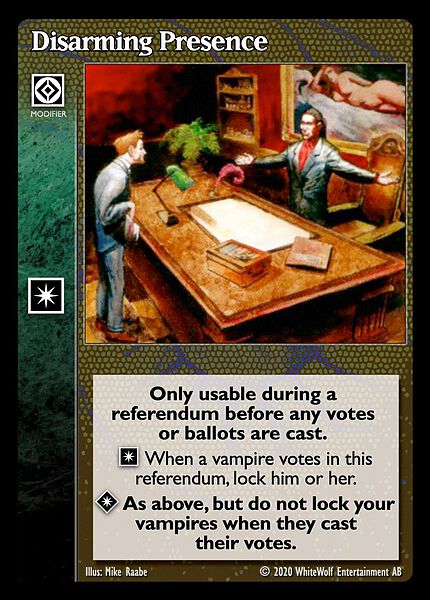 Disarming Presence
MODIFIER
Only usable during a
referendum before any votes
or ballots are cast.
When a vampire votes in this
referendum, lock him or her.
As above, but do not lock your
vampires when they cast
their votes.
Illus: Mike Raabe © 2020 WhiteWolf Entertainment AB